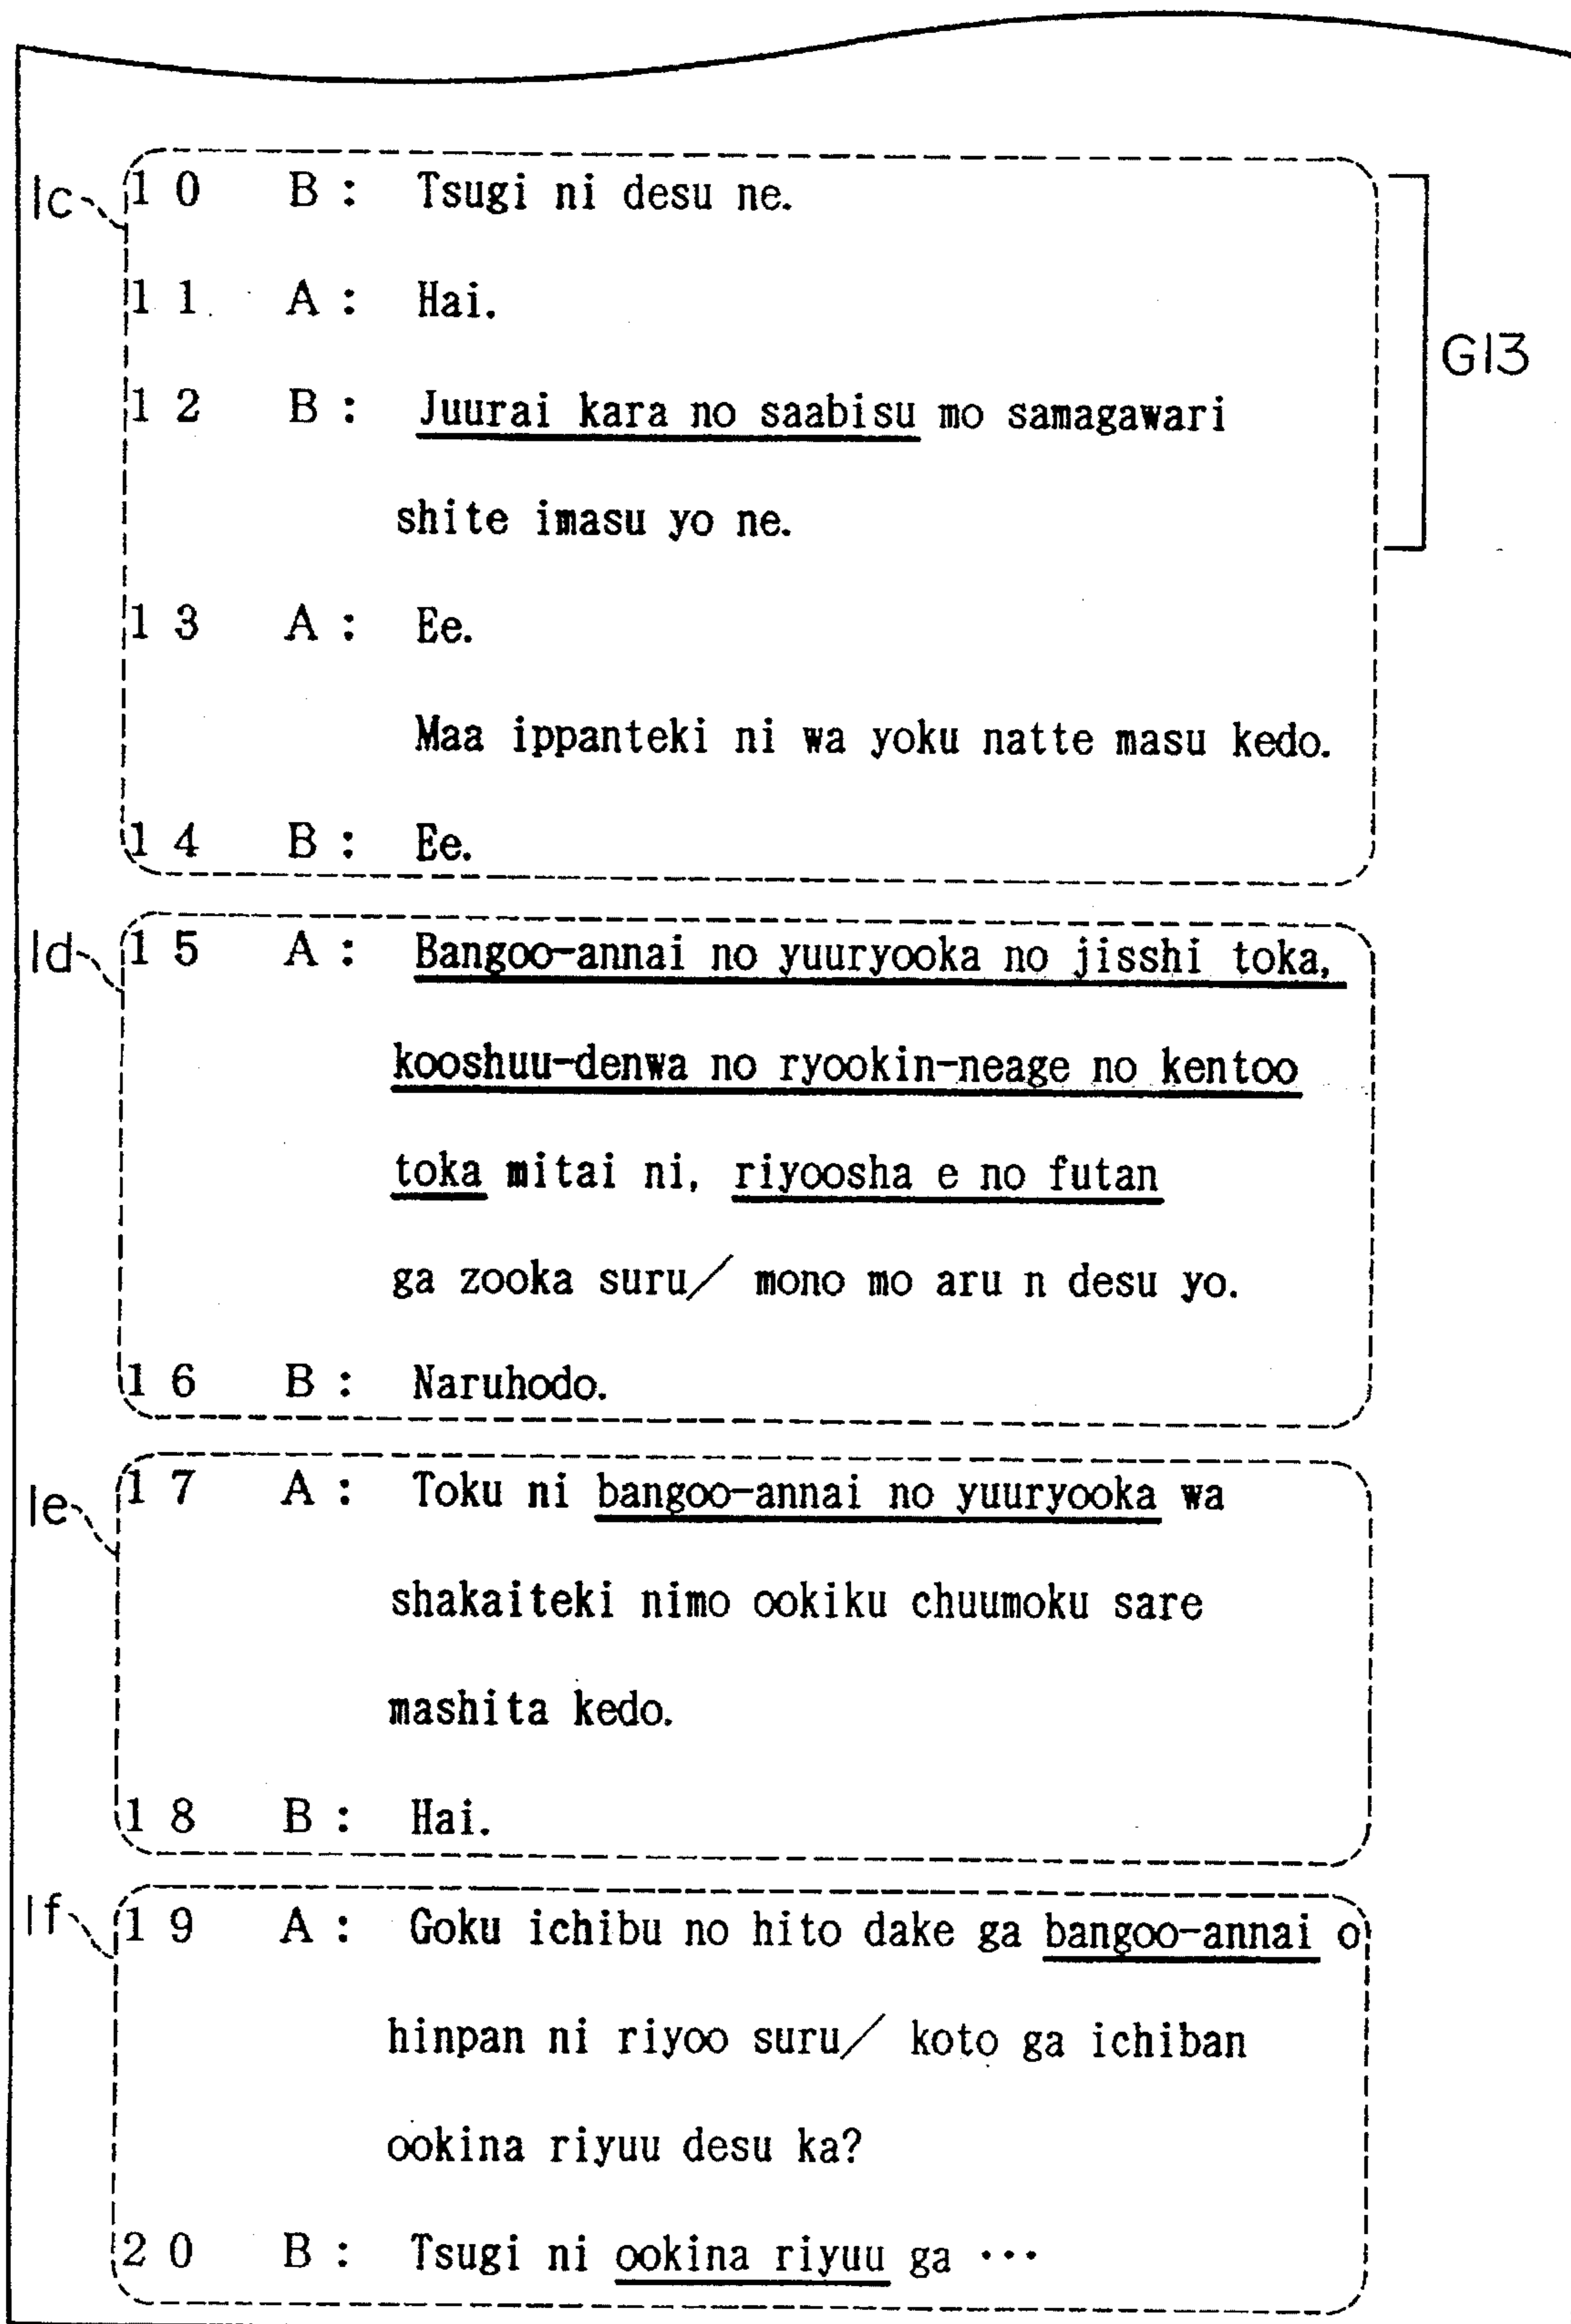 1c 10 B: Tsugi ni desu ne.
11 A: Hai.
G13
12 B: Juurai kara no saabisu mo samagawari
shite imasu yo ne.
13 A: Ee.
Maa ippanteki ni wa yoku natte masu kedo.
14 B: Ee.
1d 15 A: Bangoo-annai no yuuryooka no jisshi toka,
kooshuu-denwa no ryookin-neage no kentoo
toka mitai ni, riyoosha e no futan
ga zooka suru／ mono mo aru n desu yo.
16 B: Naruhodo.
1e 17 A: Toku ni bangoo-annai no yuuryooka wa
shakaiteki nimo ookiku chuumoku sare
mashita kedo.
18 B: Hai.
1f 19 A: Goku ichibu no hito dake ga bangoo-annai o
hinpan ni riyoo suru／ koto ga ichiban
ookina riyuu desu ka?
20 B: Tsugi ni ookina riyuu ga ···